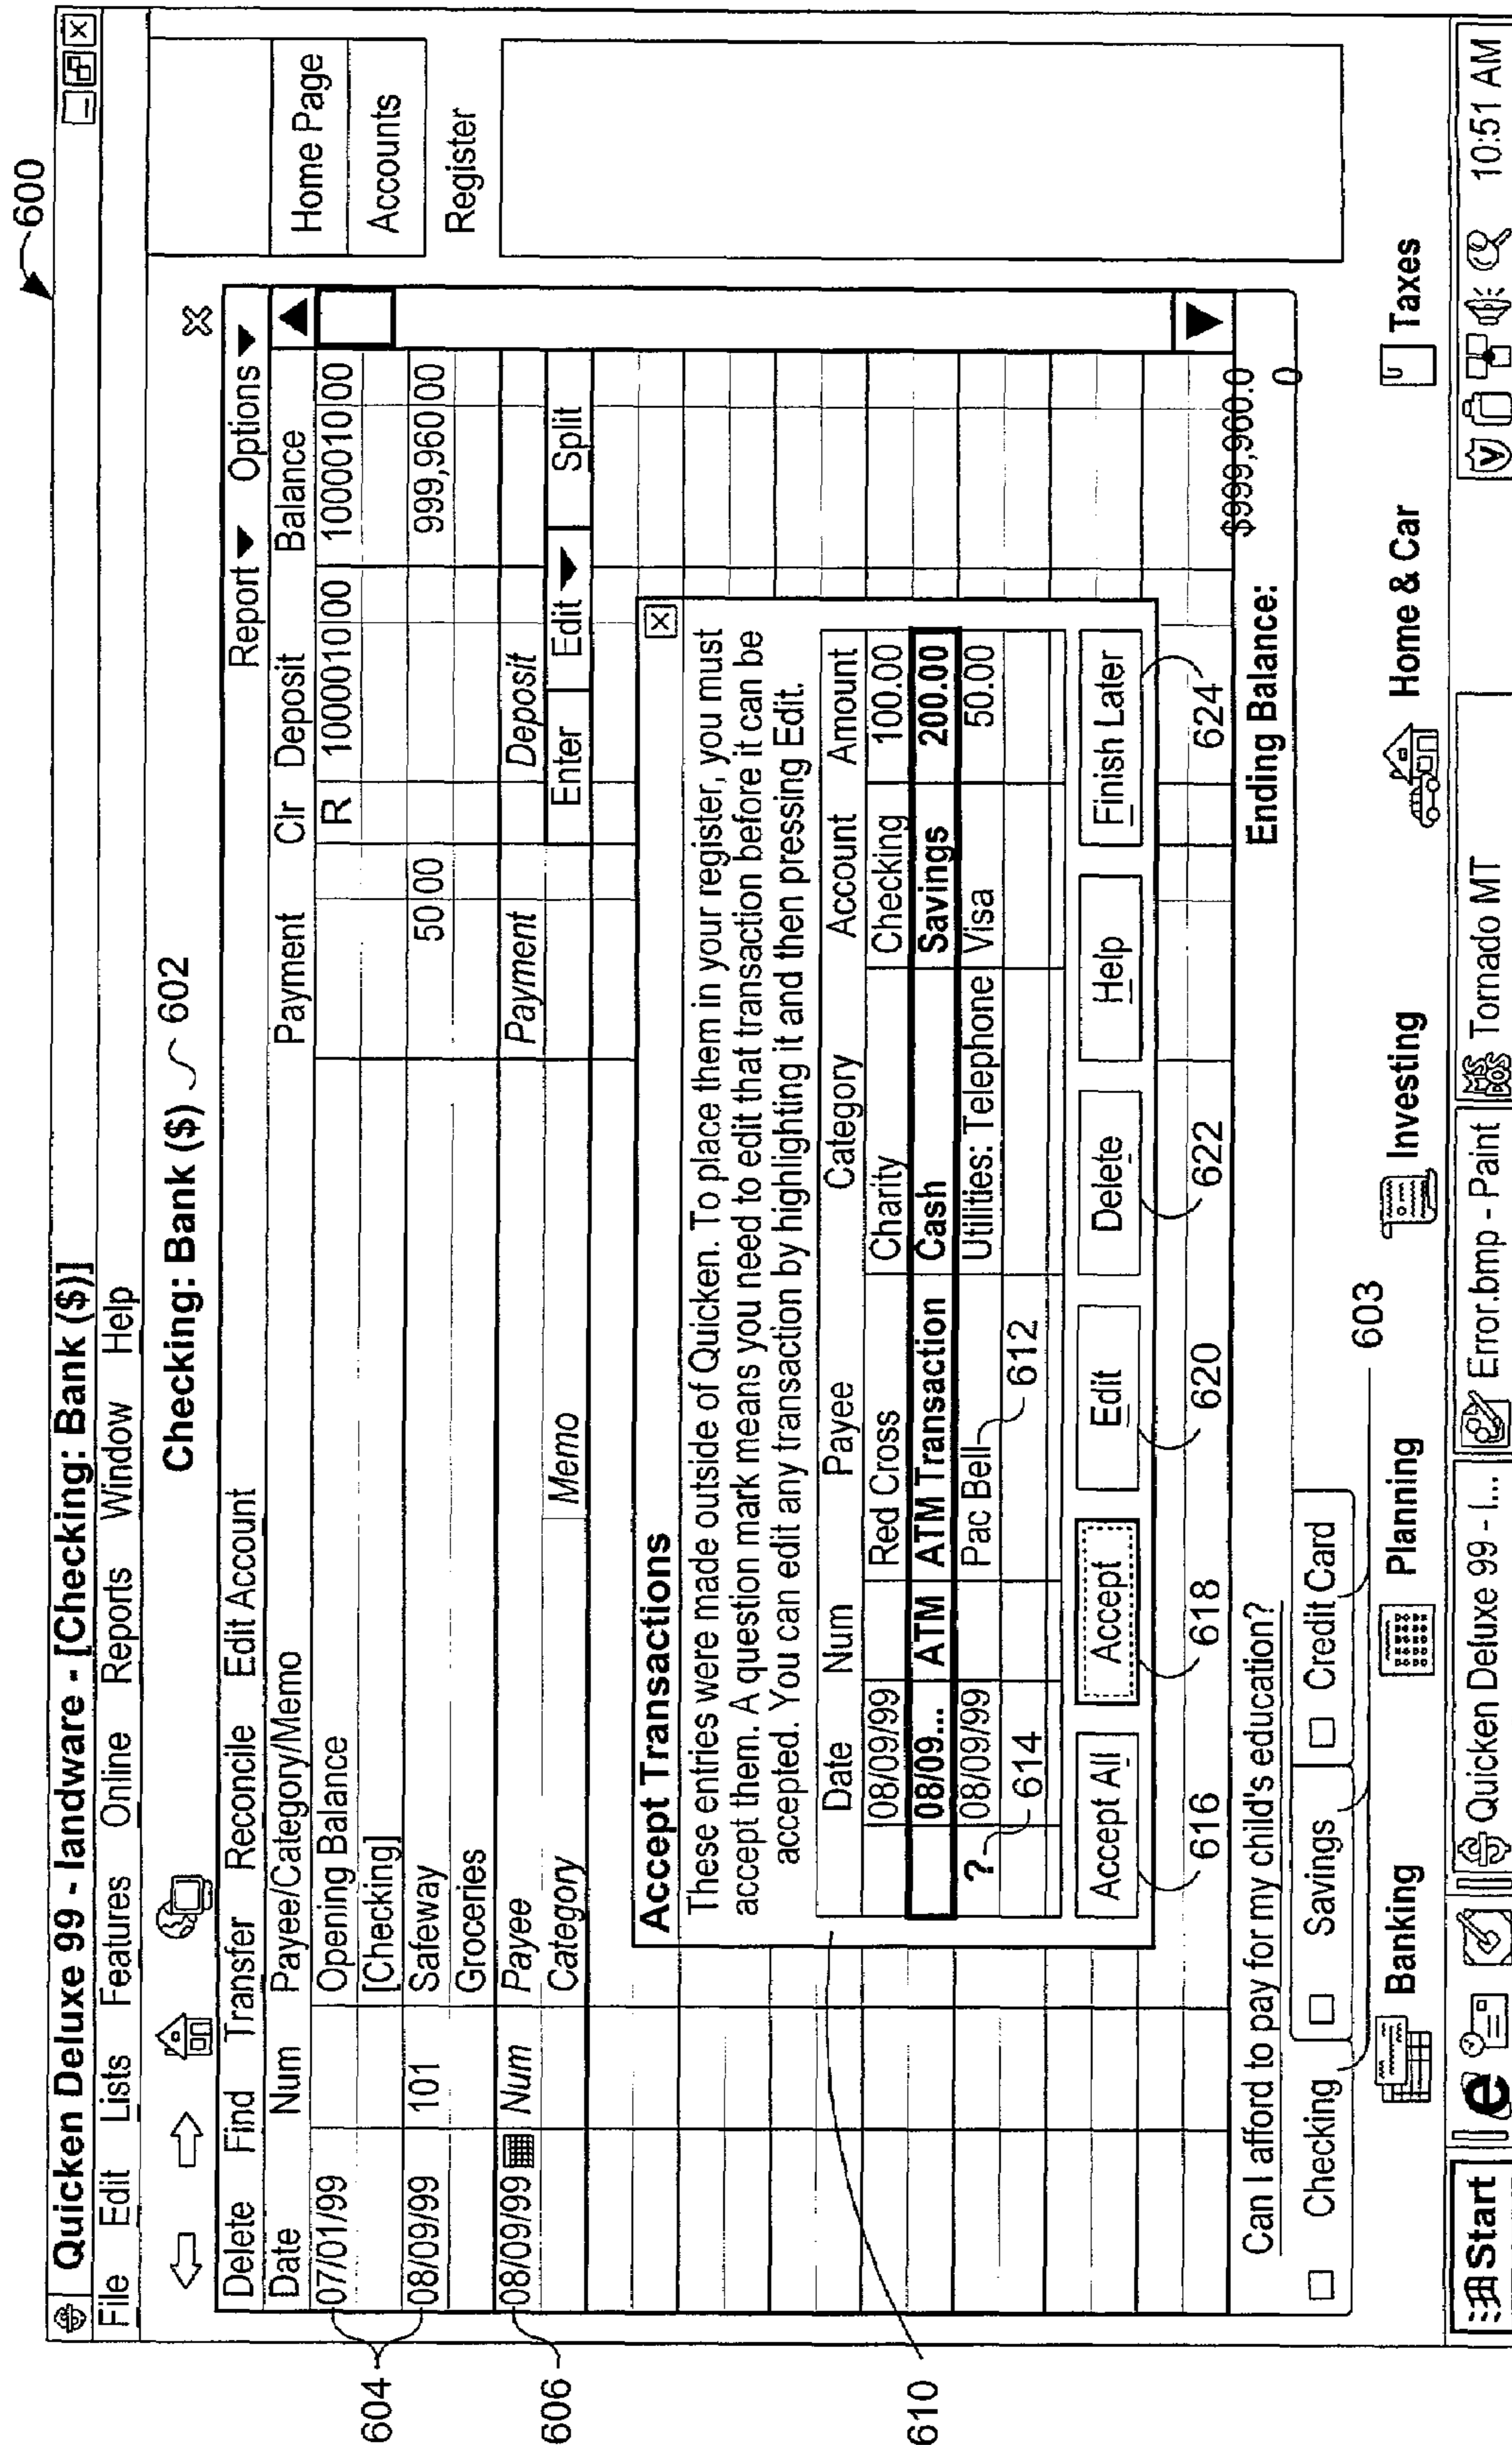 600
Quicken Deluxe 99 - landware - [Checking: Bank ($)]
File Edit Lists Features Online Reports Window Help
Checking: Bank ($) 602
Delete Find Transfer Reconcile Edit Account Report Options
Date Num Payee/Category/Memo Payment Clr Deposit Balance
07/01/99 Opening Balance R 1000010 00 1000010 00
[Checking]
604
08/09/99 101 Safeway 50 00 999,960 00
Groceries
606
08/09/99 Num Payee Payment Deposit
Category Memo Enter Edit Split
Home Page
Accounts
Register
Accept Transactions
These entries were made outside of Quicken. To place them in your register, you must
accept them. A question mark means you need to edit that transaction before it can be
accepted. You can edit any transaction by highlighting it and then pressing Edit.
610
Date Num Payee Category Account Amount
08/09/99 Red Cross Charity Checking 100.00
08/09... ATM ATM Transaction Cash Savings 200.00
? 08/09/99 Pac Bell Utilities: Telephone Visa 50.00
614 612
Accept All Accept Edit Delete Help Finish Later
616 618 620 622 624
Can I afford to pay for my child's education? Ending Balance: $999,960.0
0
Checking Savings Credit Card
603
Banking Planning Investing Home & Car Taxes
Start e Quicken Deluxe 99 - l... Error.bmp - Paint MS DOS Tornado MT V 10:51 AM